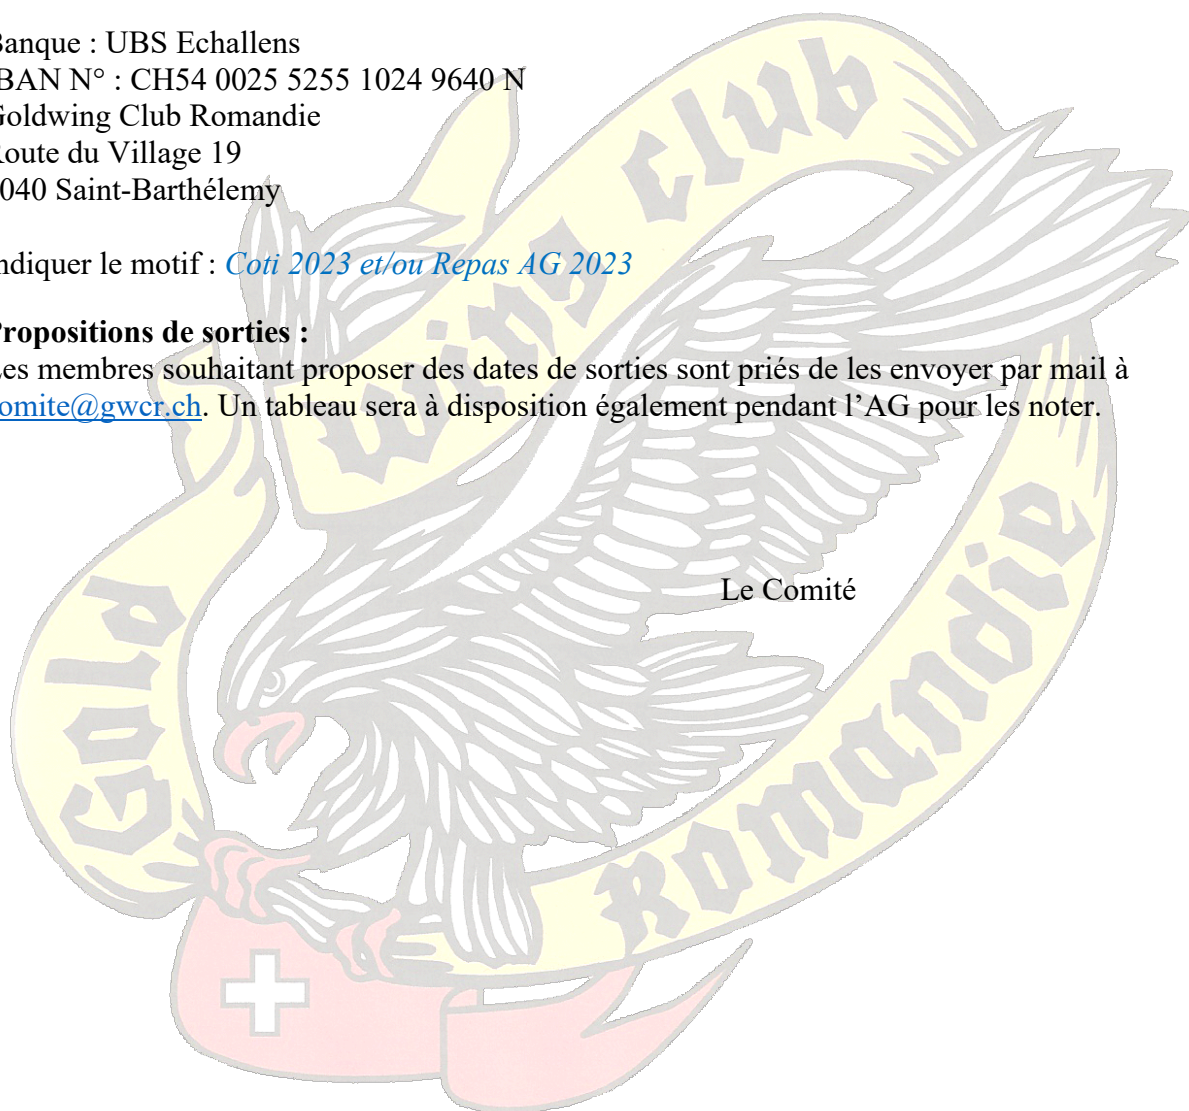 Banque : UBS Echallens
IBAN N° : CH54 0025 5255 1024 9640 N
Goldwing Club Romandie
Route du Village 19
040 Saint-Barthélemy
Indiquer le motif : Coti 2023 et/ou Repas AG 2023
Propositions de sorties :
Les membres souhaitant proposer des dates de sorties sont priés de les envoyer par mail à
comite@gwcr.ch. Un tableau sera à disposition également pendant l’AG pour les noter.
Le Comité
Gold
Wing Club
Romandie